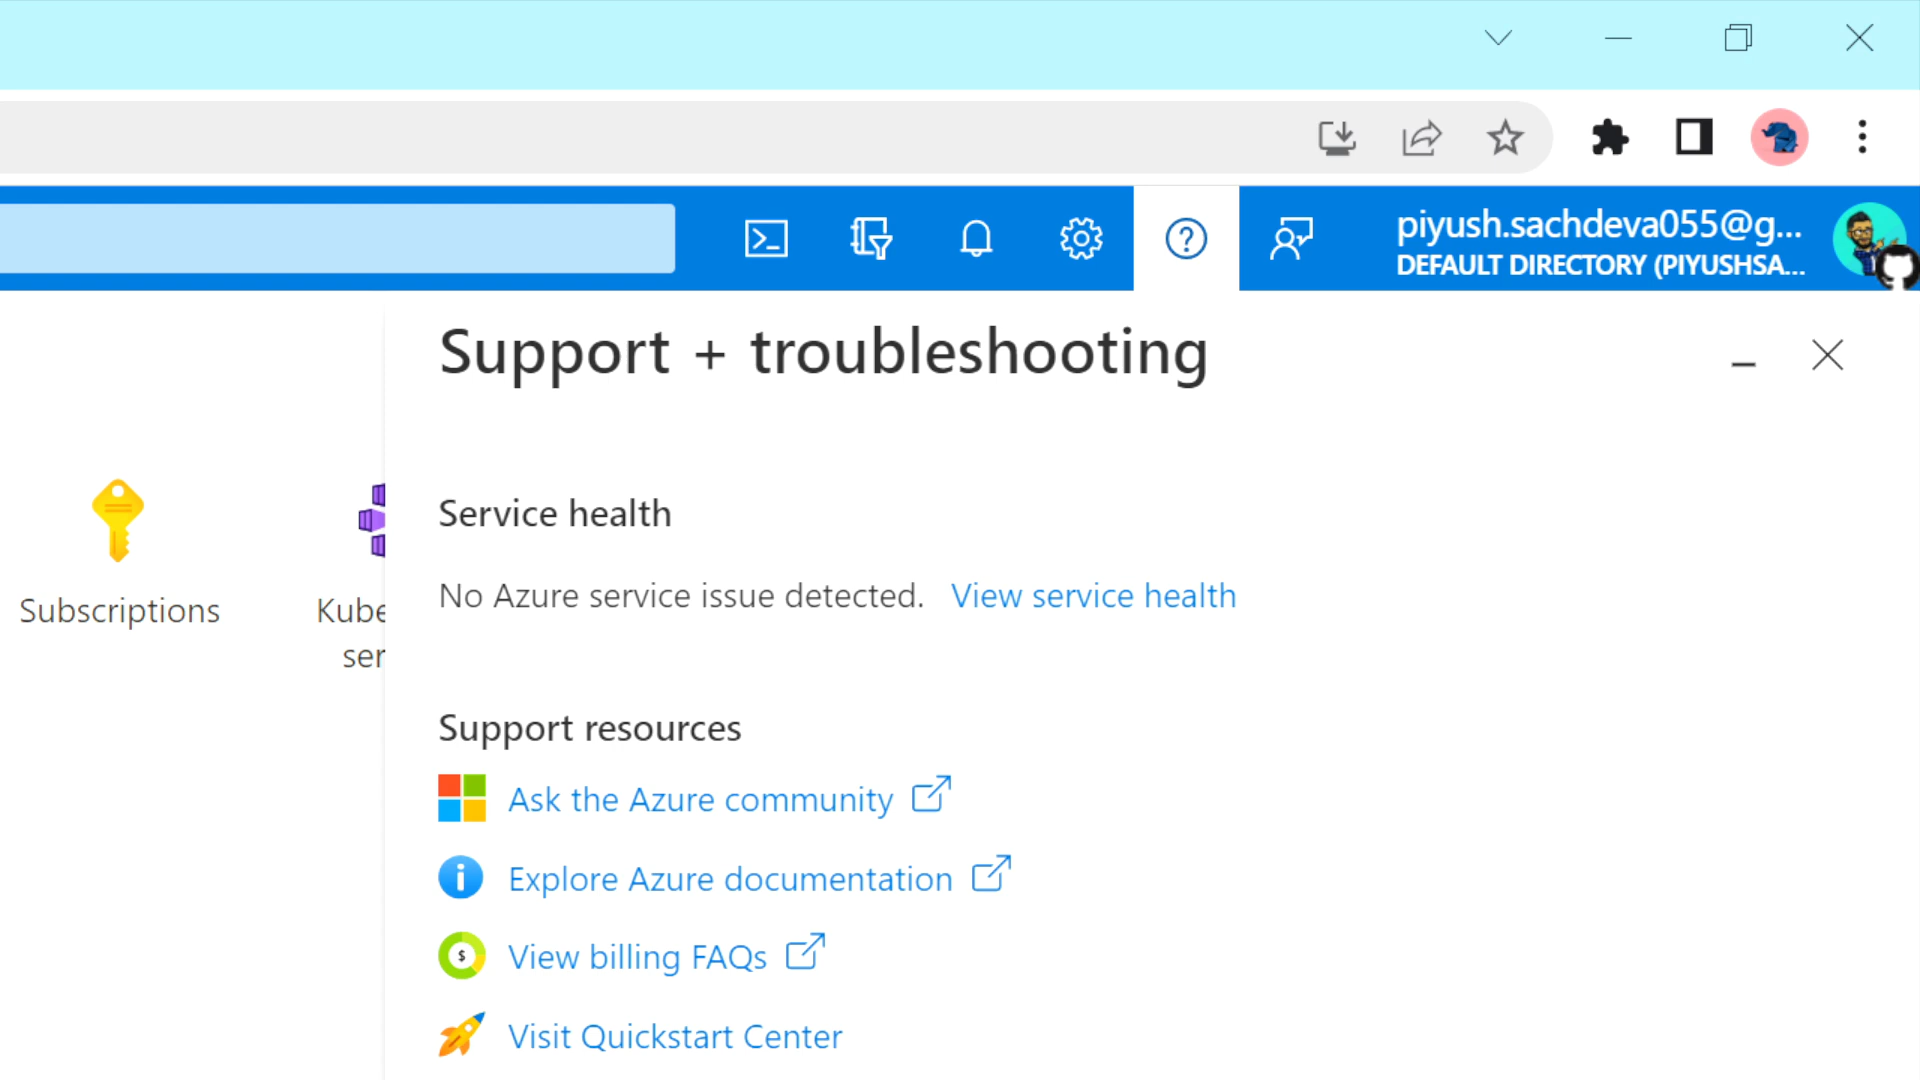 piyush.sachdeva055@g...
DEFAULT DIRECTORY (PIYUSHSA...
Support + troubleshooting
Service health
No Azure service issue detected. View service health
Subscriptions
Kube
ser
Support resources
Ask the Azure community
Explore Azure documentation
View billing FAQs
Visit Quickstart Center